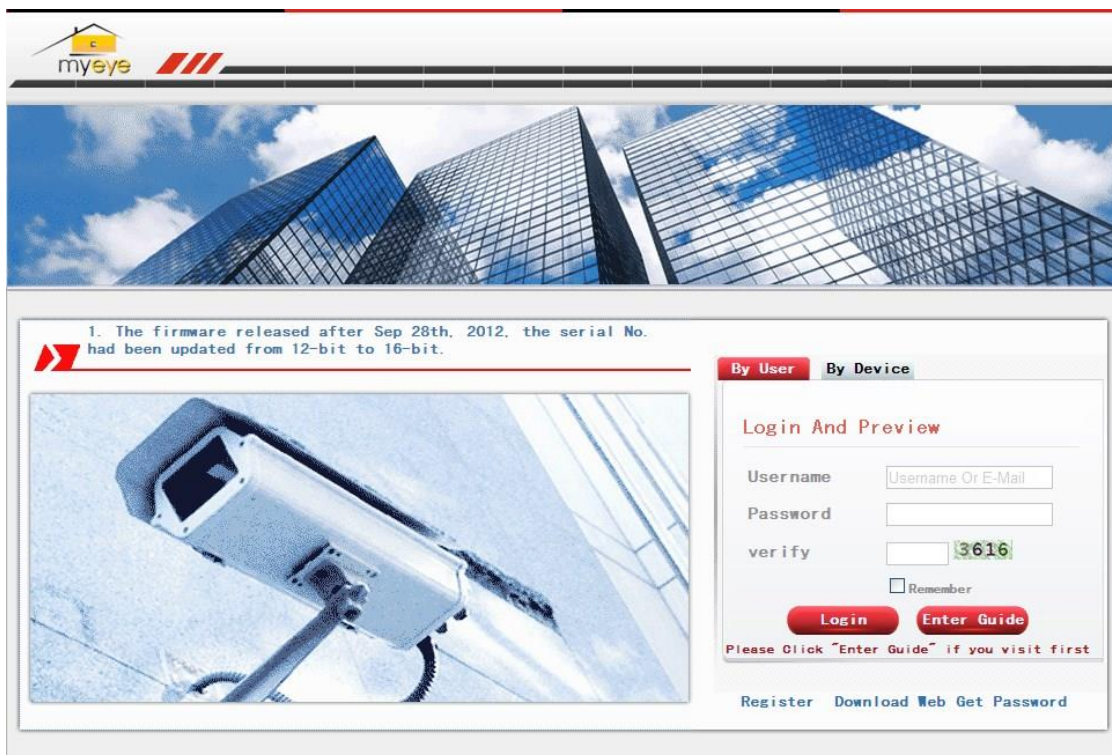 myeye
1. The firmware released after Sep 28th, 2012, the serial No.
had been updated from 12-bit to 16-bit.
By User By Device
Login And Preview
Username Username Or E-Mail
Password
verify 3616
Remember
Login Enter Guide
Please Click "Enter Guide" if you visit first
Register Download Web Get Password